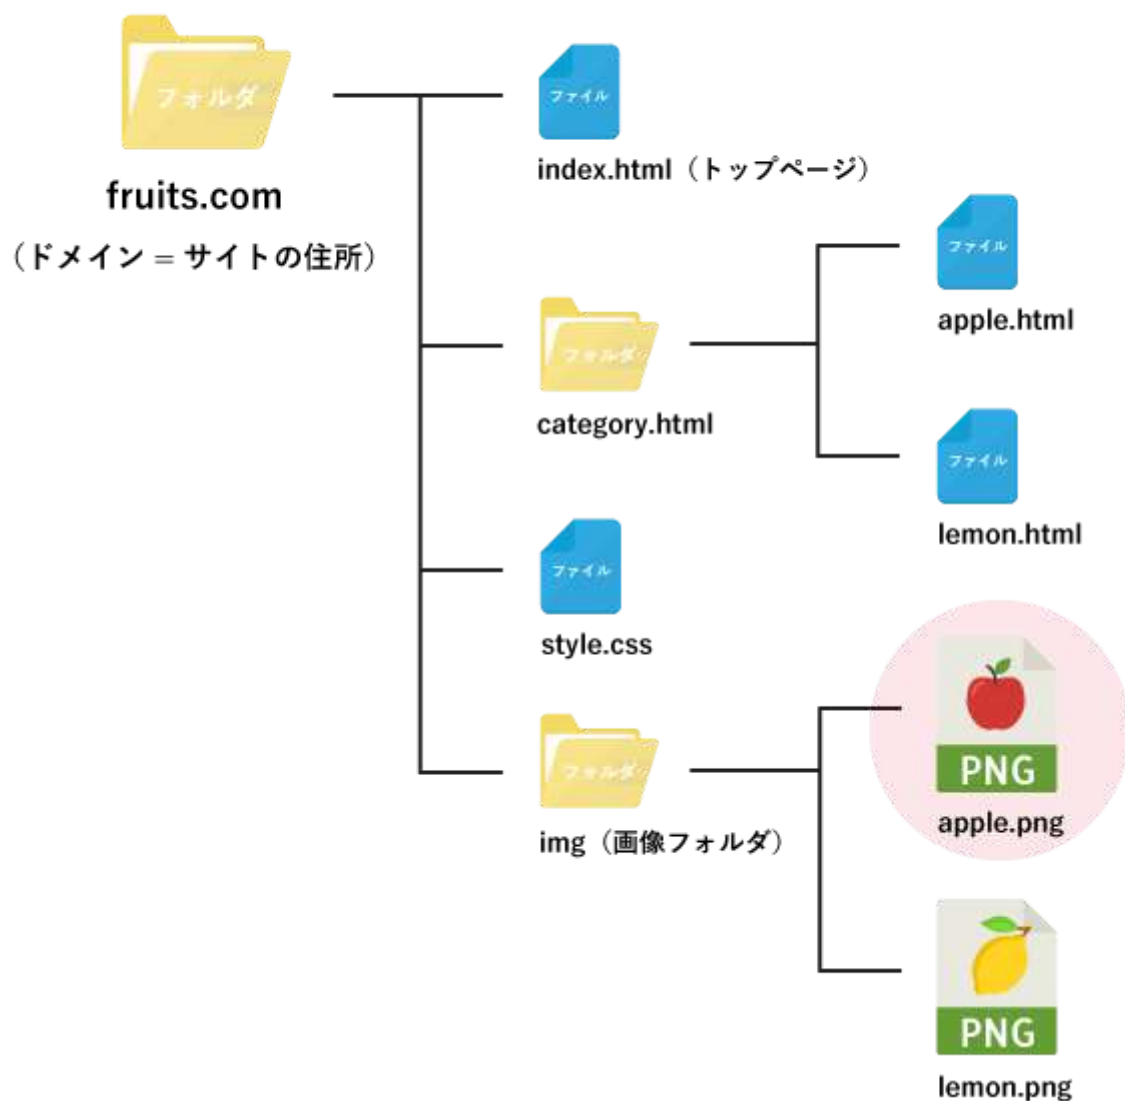 フォルダ
fruits.com
（ドメイン = サイトの住所）
ファイル
index.html（トップページ）
フォルダ
category.html
ファイル
apple.html
ファイル
lemon.html
ファイル
style.css
フォルダ
img（画像フォルダ）
PNG
apple.png
PNG
lemon.png